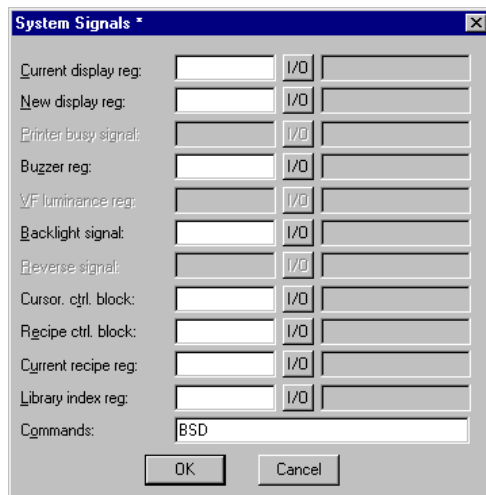 System Signals *
Current display reg: I/O
New display reg: I/O
Printer busy signal: I/O
Buzzer reg: I/O
VF luminance reg: I/O
Backlight signal: I/O
Reverse signal: I/O
Cursor. ctrl. block: I/O
Recipe ctrl. block: I/O
Current recipe reg: I/O
Library index reg: I/O
Commands: BSD
OK Cancel